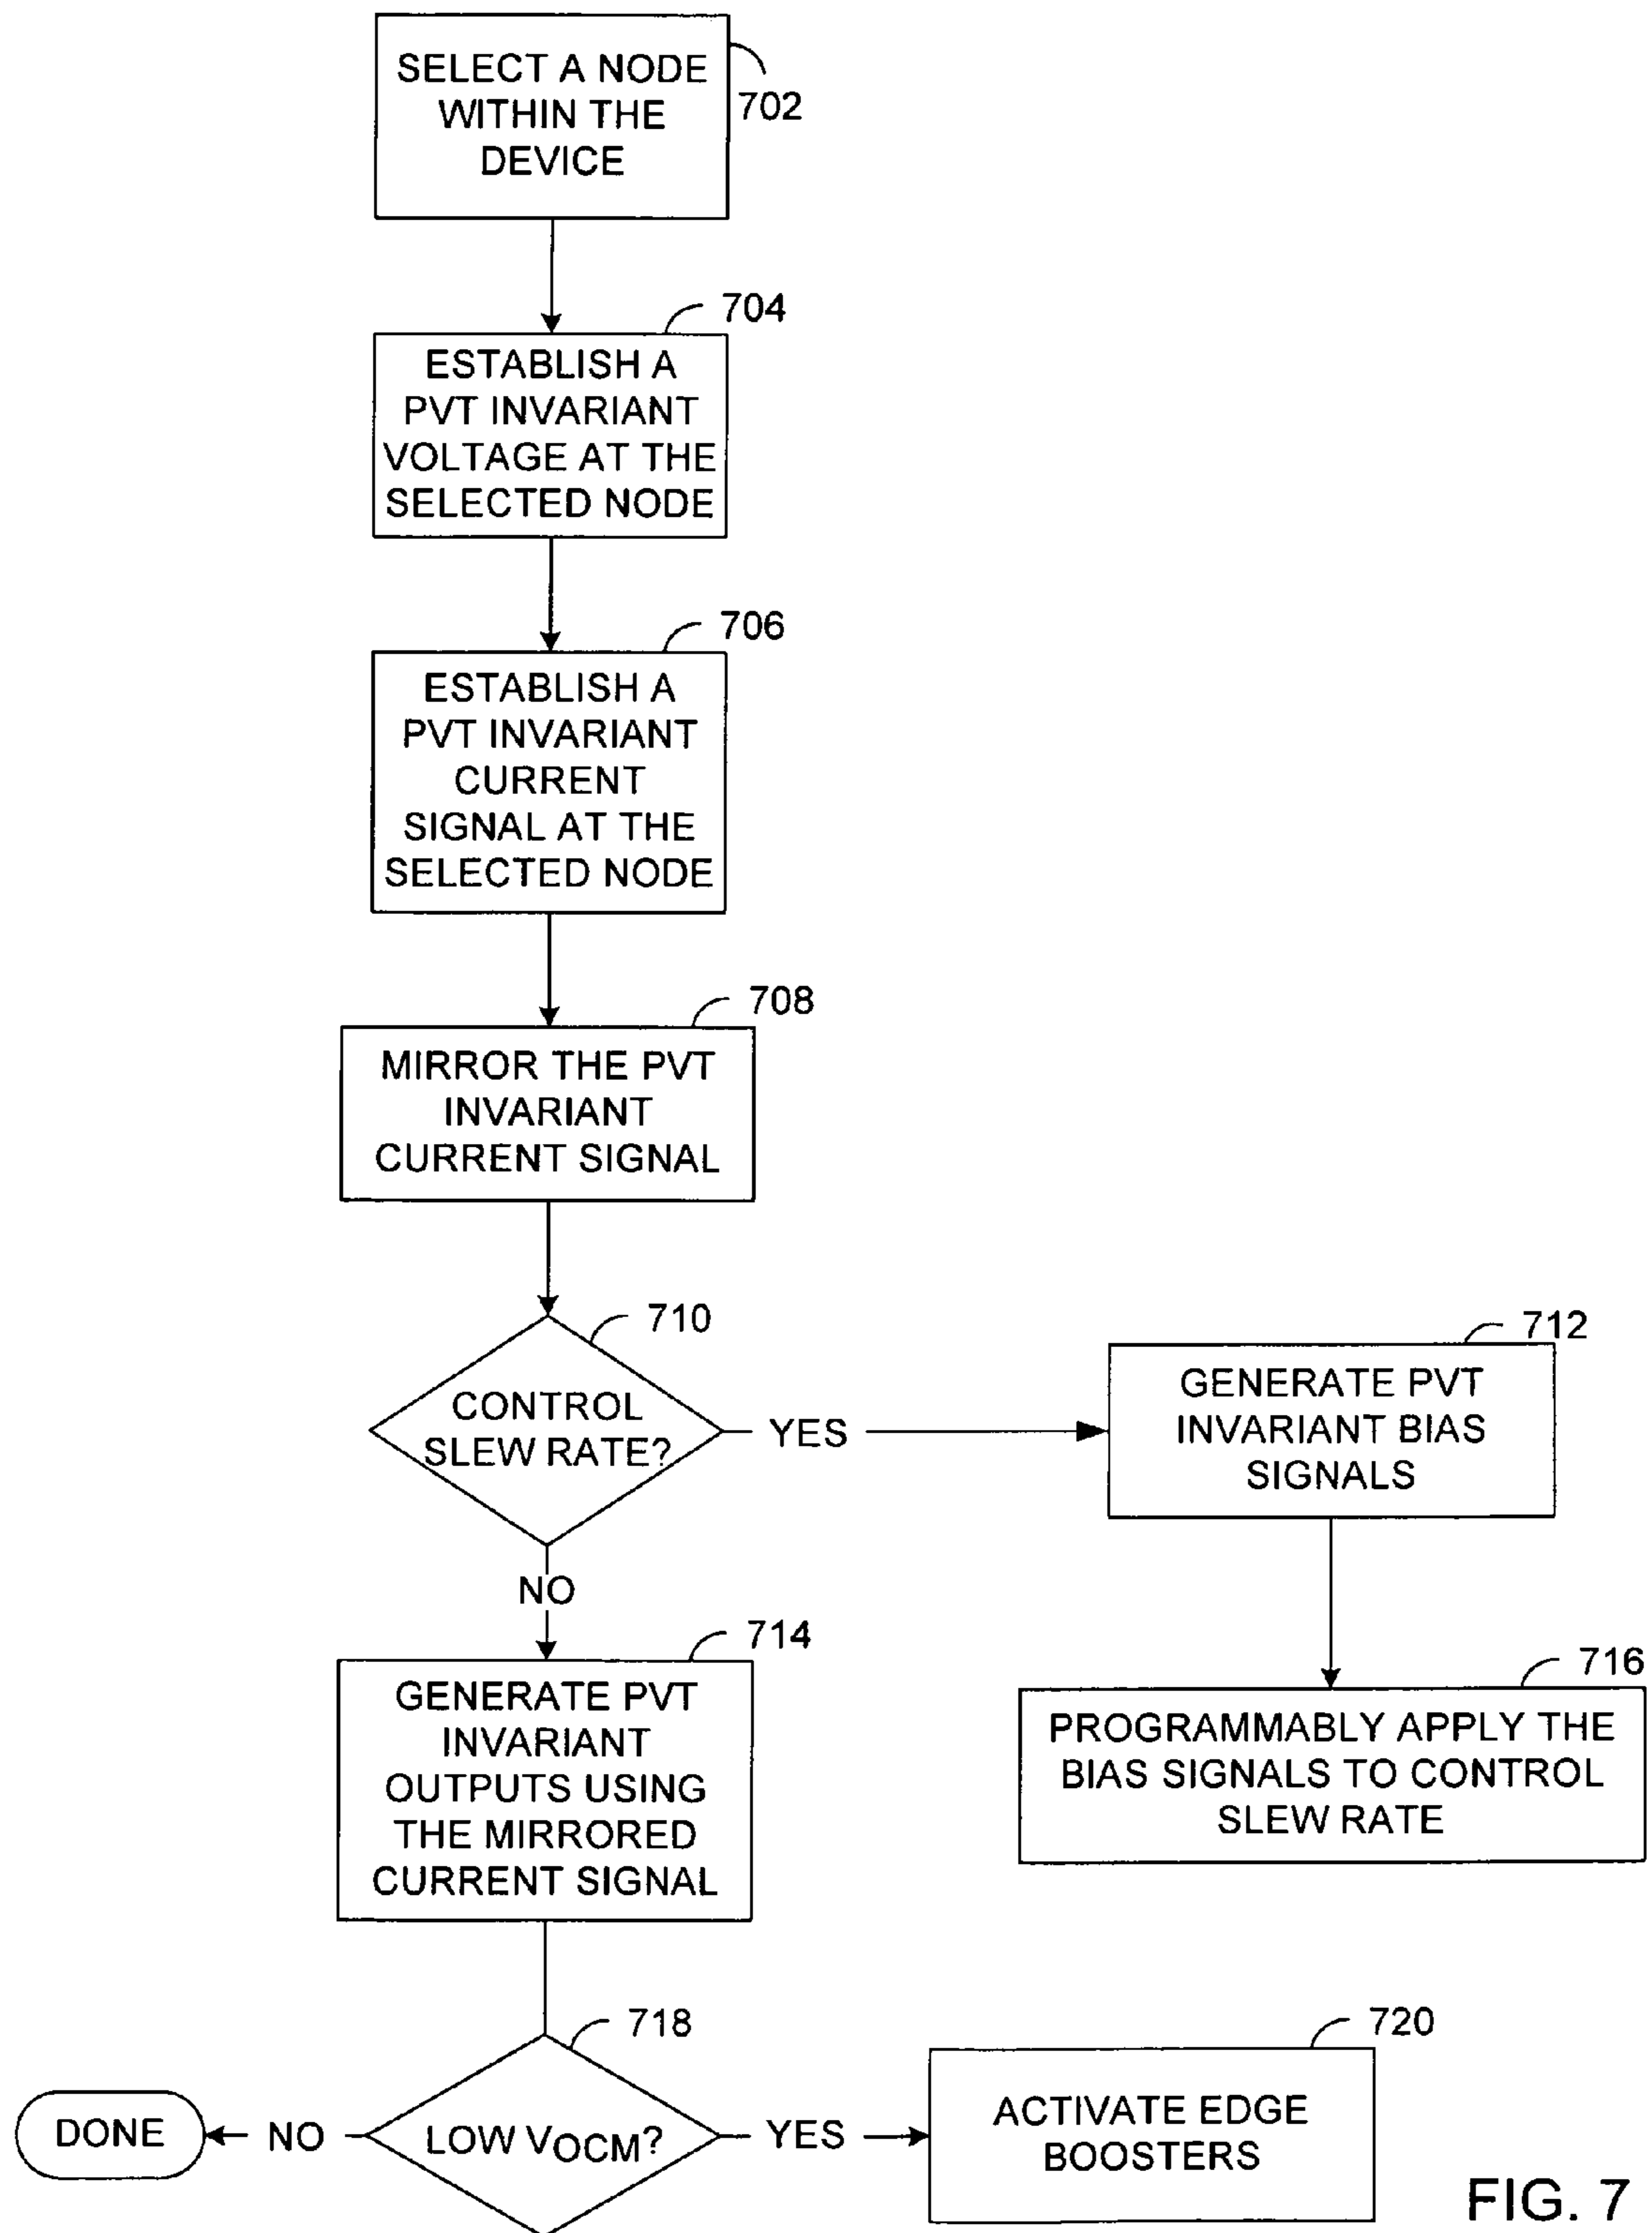 SELECT A NODE
WITHIN THE
DEVICE
702
704
ESTABLISH A
PVT INVARIANT
VOLTAGE AT THE
SELECTED NODE
706
ESTABLISH A
PVT INVARIANT
CURRENT
SIGNAL AT THE
SELECTED NODE
708
MIRROR THE PVT
INVARIANT
CURRENT SIGNAL
710
CONTROL
SLEW RATE?
YES
712
GENERATE PVT
INVARIANT BIAS
SIGNALS
NO
714
GENERATE PVT
INVARIANT
OUTPUTS USING
THE MIRRORED
CURRENT SIGNAL
716
PROGRAMMABLY APPLY THE
BIAS SIGNALS TO CONTROL
SLEW RATE
718
LOW VOCM?
NO
DONE
YES
720
ACTIVATE EDGE
BOOSTERS
FIG. 7